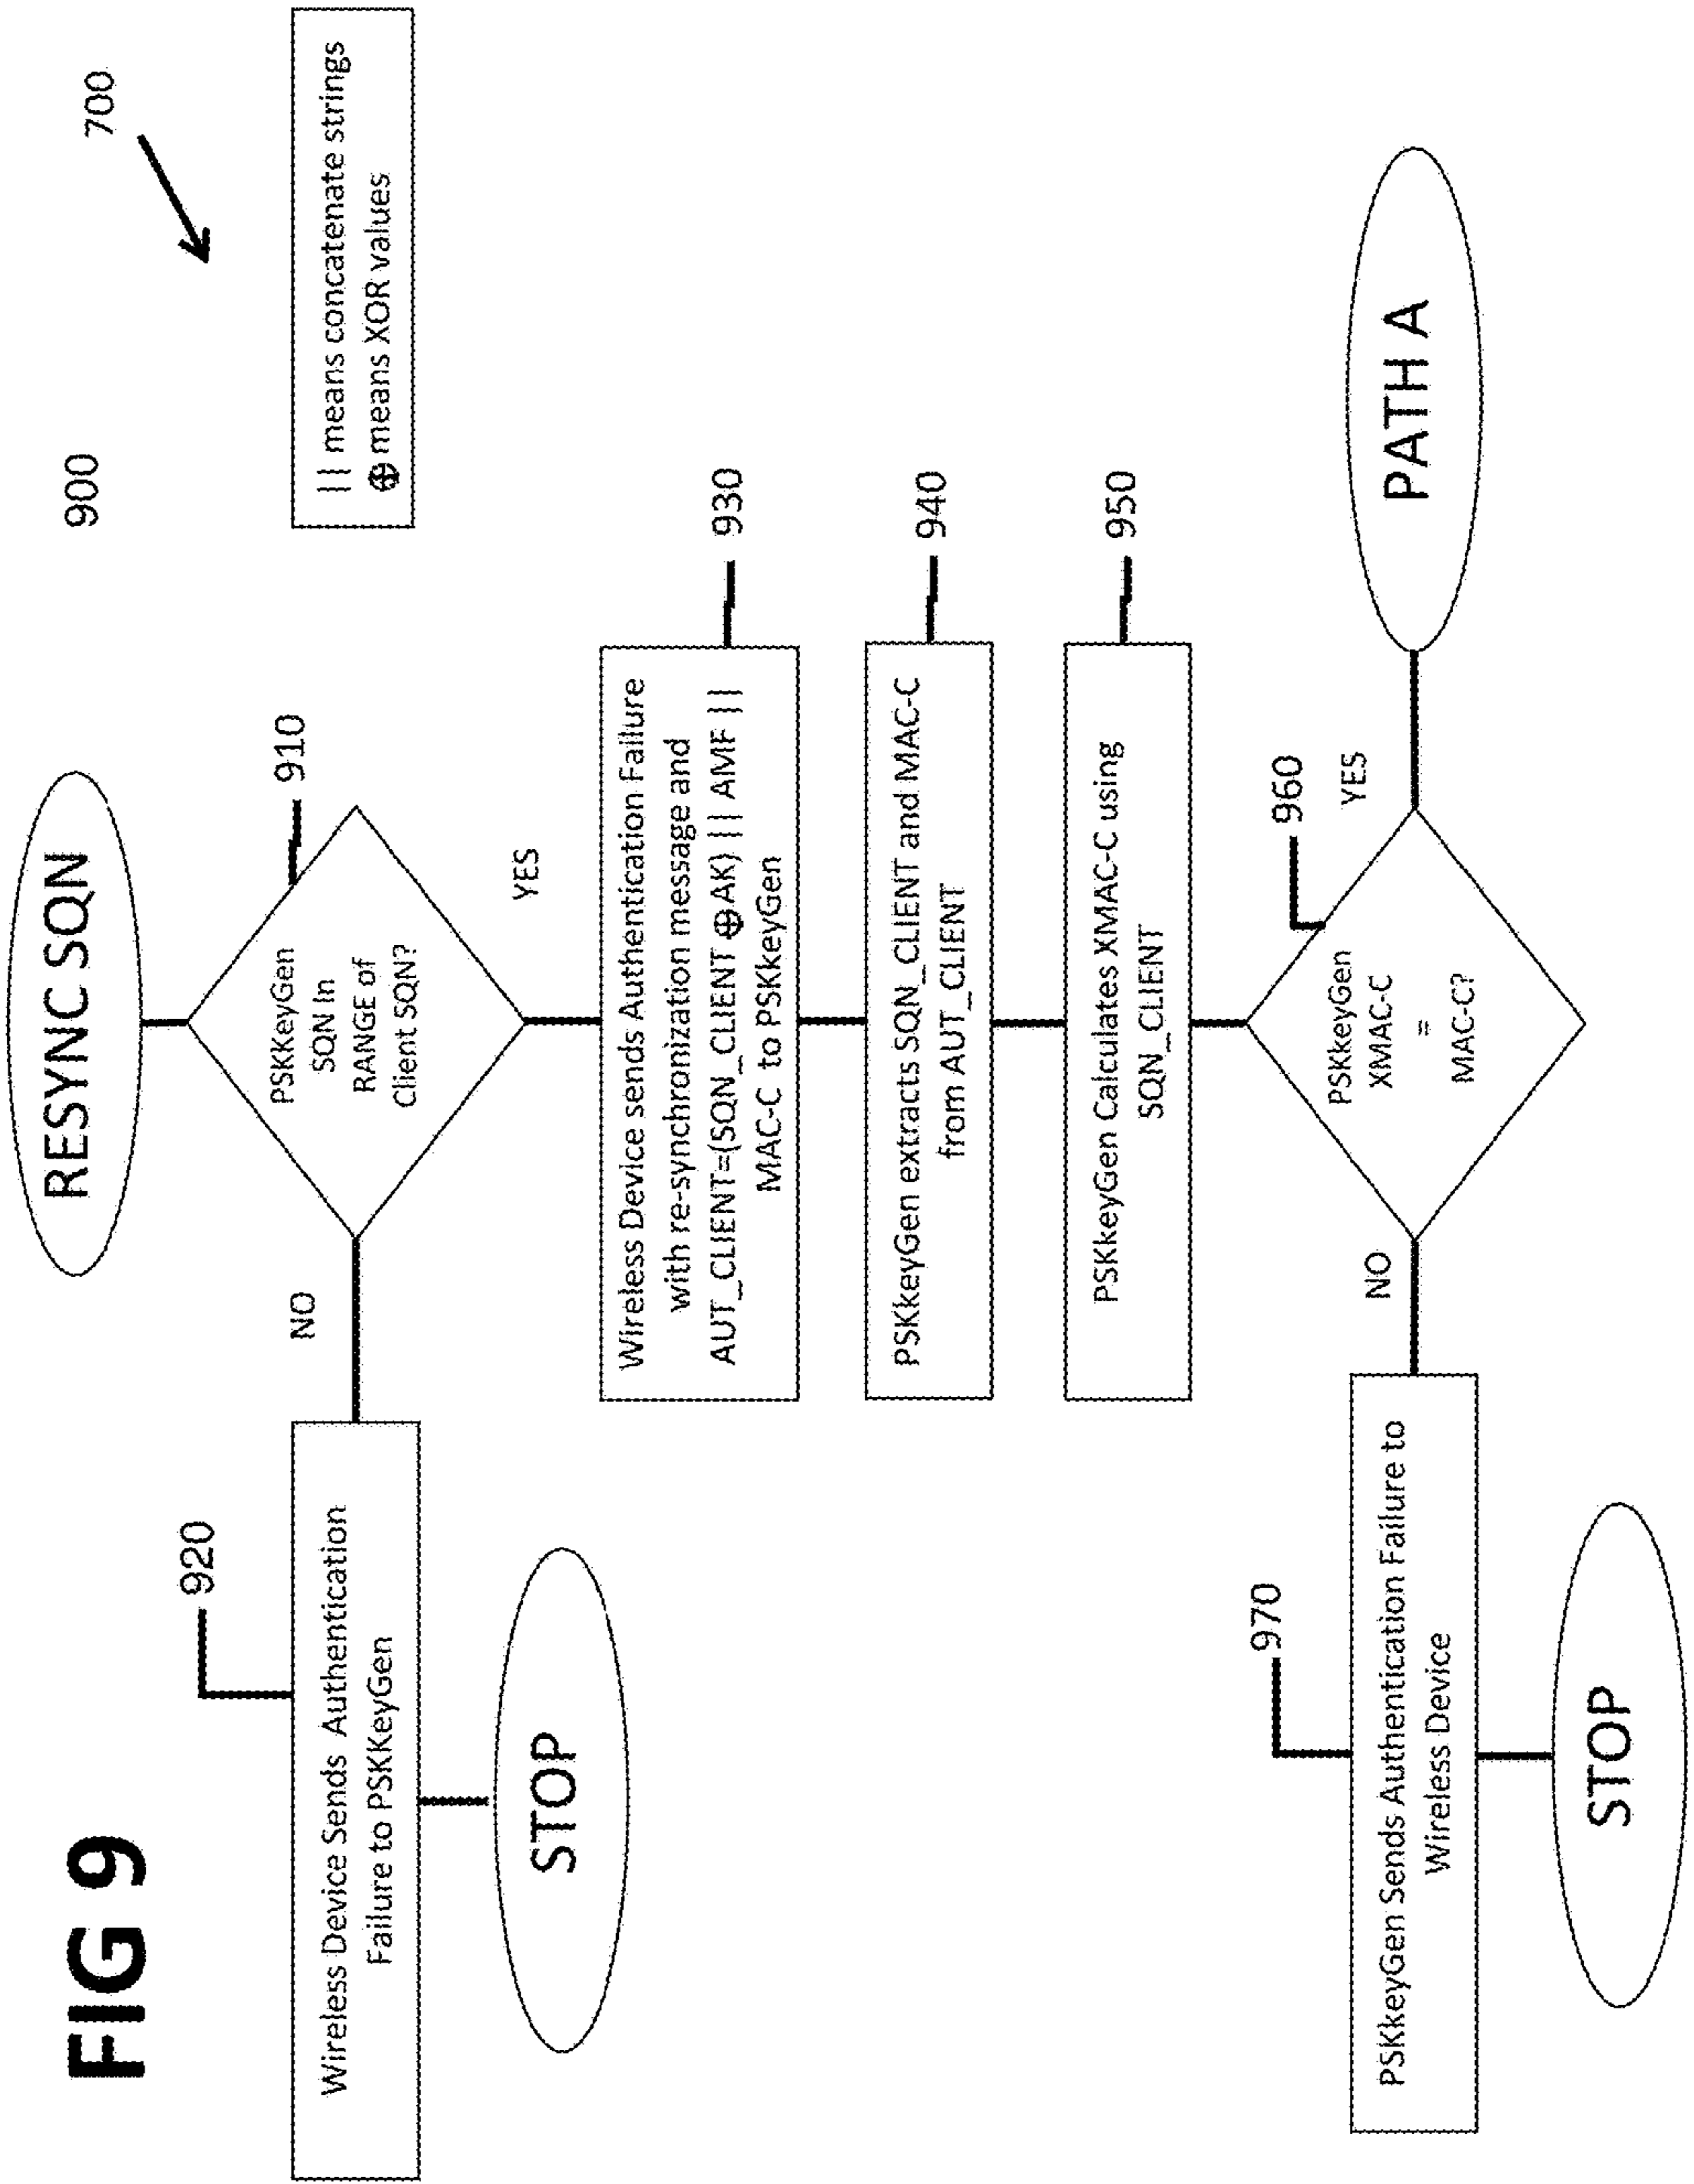 FIG 9
900
700
|| means concatenate strings
⊕ means XOR values
RESYNC SQN
910
PSKKeyGen
SQN In
RANGE of
Client SQN?
NO
YES
920
Wireless Device Sends Authentication
Failure to PSKKeyGen
STOP
Wireless Device sends Authentication Failure
with re-synchronization message and
AUT_CLIENT=(SQN_CLIENT ⊕ AK) || AMF ||
MAC-C to PSKkeyGen
930
PSKkeyGen extracts SQN_CLIENT and MAC-C
from AUT_CLIENT
940
PSKkeyGen Calculates XMAC-C using
SQN_CLIENT
950
960
PSKkeyGen
XMAC-C
=
MAC-C?
YES
PATH A
NO
970
PSKkeyGen Sends Authentication Failure to
Wireless Device
STOP